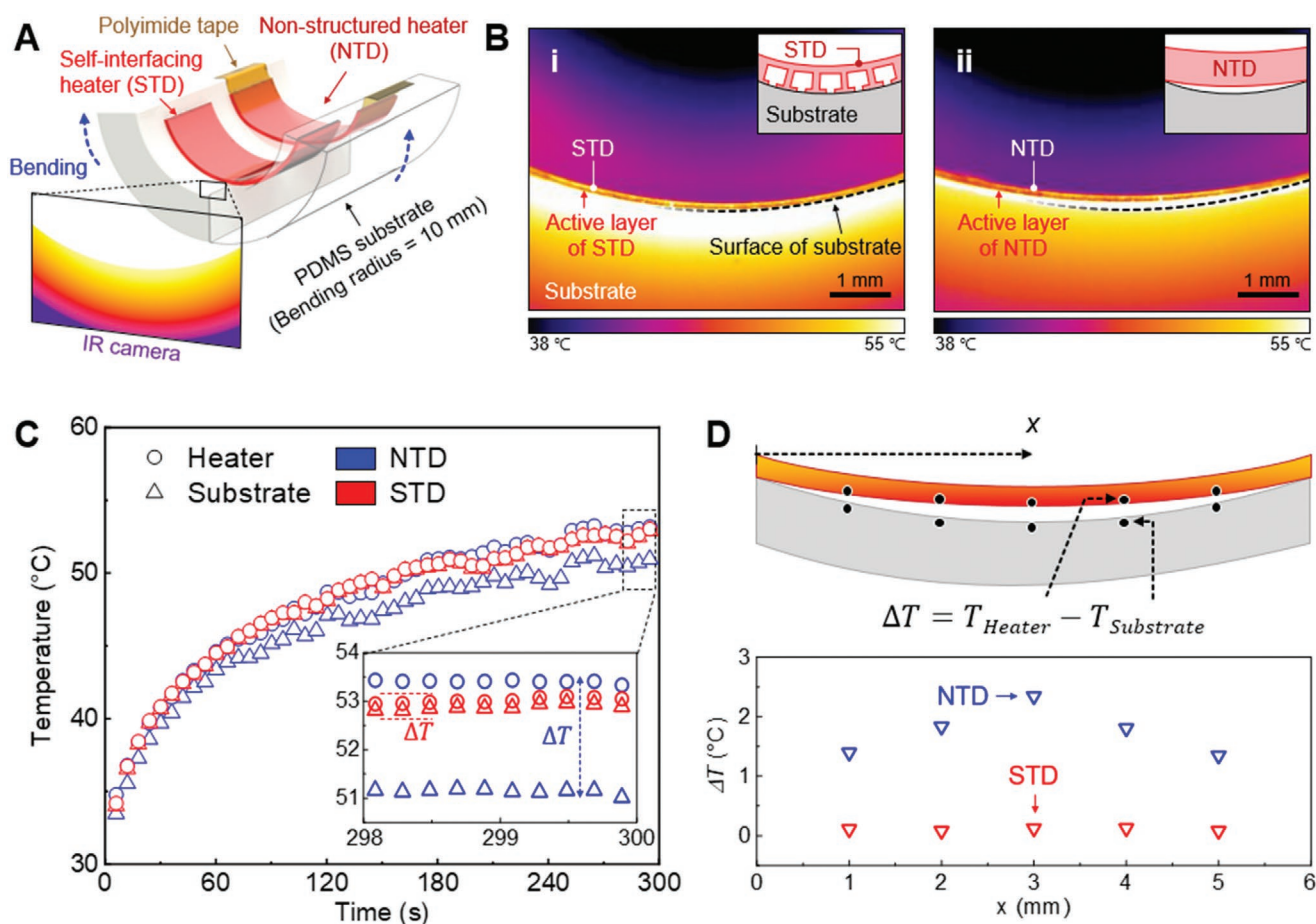 A
Polyimide tape
Non-structured heater
(NTD)
Self-interfacing
heater (STD)
Bending
PDMS substrate
(Bending radius = 10 mm)
IR camera
B
i
STD
Substrate
STD
Active layer
of STD
Surface of substrate
Substrate
1 mm
38 ℃
55 ℃
ii
NTD
NTD
Active layer
of NTD
1 mm
38 ℃
55 ℃
C
Heater
NTD
Substrate
STD
60
50
40
30
Temperature (°C)
0
60
120
180
240
300
Time (s)
54
53
52
51
ΔT
ΔT
298
299
300
D
x
ΔT = T_Heater − T_Substrate
3
2
1
0
ΔT (°C)
NTD
STD
0
1
2
3
4
5
6
x (mm)